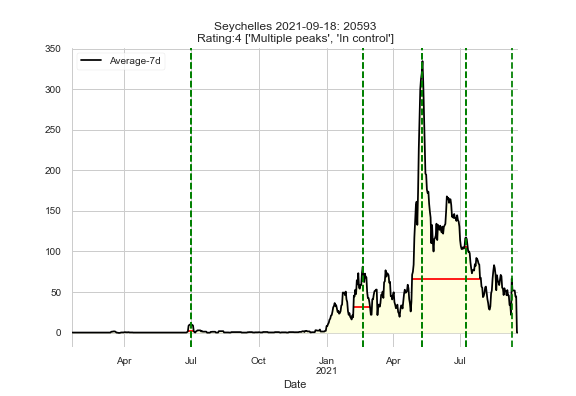 Seychelles 2021-09-18: 20593
Rating:4 ['Multiple peaks', 'In control']
Average-7d
350
300
250
200
150
100
50
0
Apr Jul Oct Jan Apr Jul
2021
Date